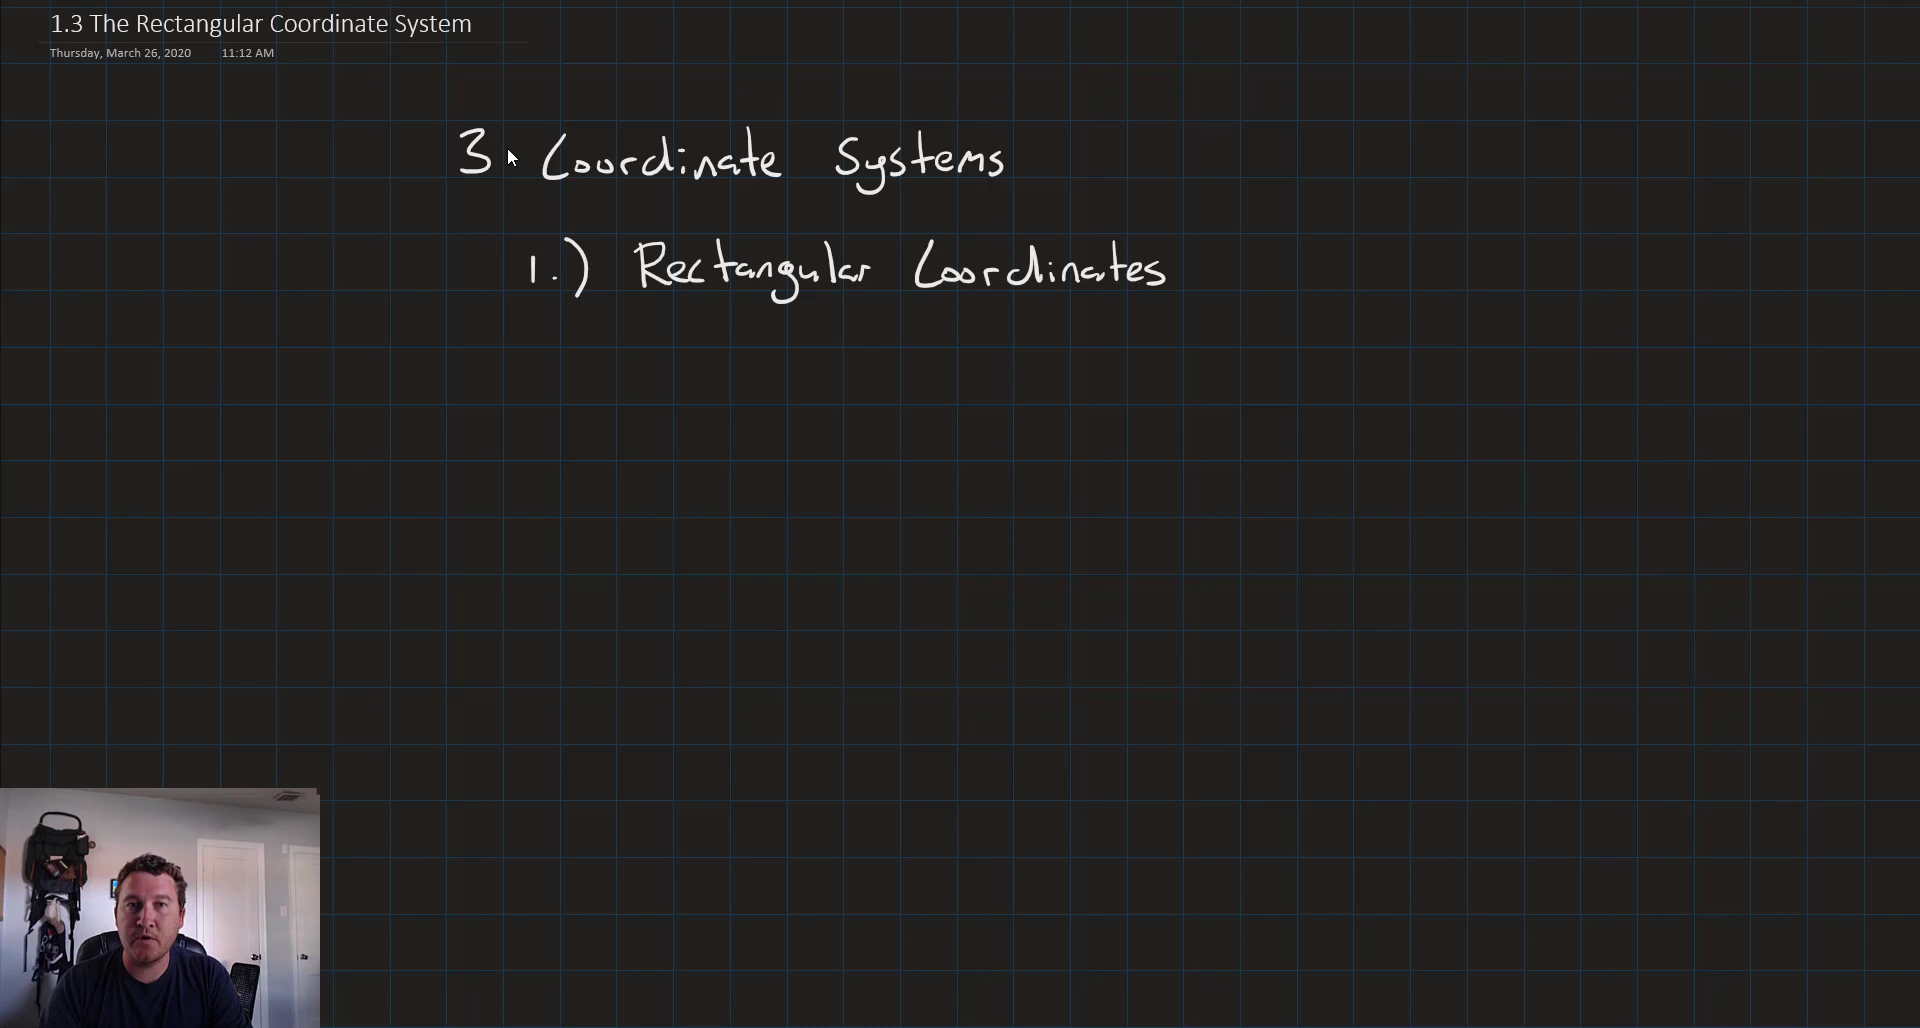 1.3 The Rectangular Coordinate System
Thursday, March 26, 2020 11:12 AM
3 Coordinate Systems
1.) Rectangular Coordinates